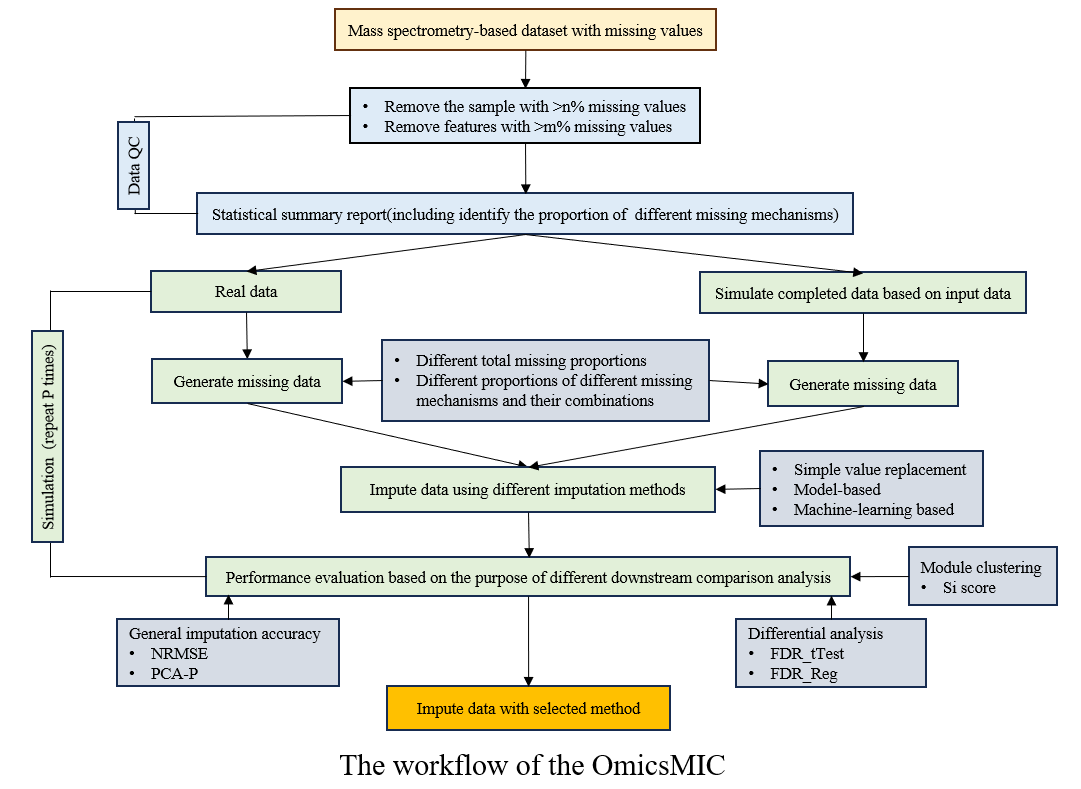 Mass spectrometry-based dataset with missing values
• Remove the sample with >n% missing values
• Remove features with >m% missing values
Data QC
Statistical summary report(including identify the proportion of different missing mechanisms)
Real data
Simulate completed data based on input data
Generate missing data
• Different total missing proportions
• Different proportions of different missing
mechanisms and their combinations
Generate missing data
Simulation (repeat P times)
Impute data using different imputation methods
• Simple value replacement
• Model-based
• Machine-learning based
Performance evaluation based on the purpose of different downstream comparison analysis
Module clustering
• Si score
General imputation accuracy
• NRMSE
• PCA-P
Differential analysis
• FDR_tTest
• FDR_Reg
Impute data with selected method
The workflow of the OmicsMIC